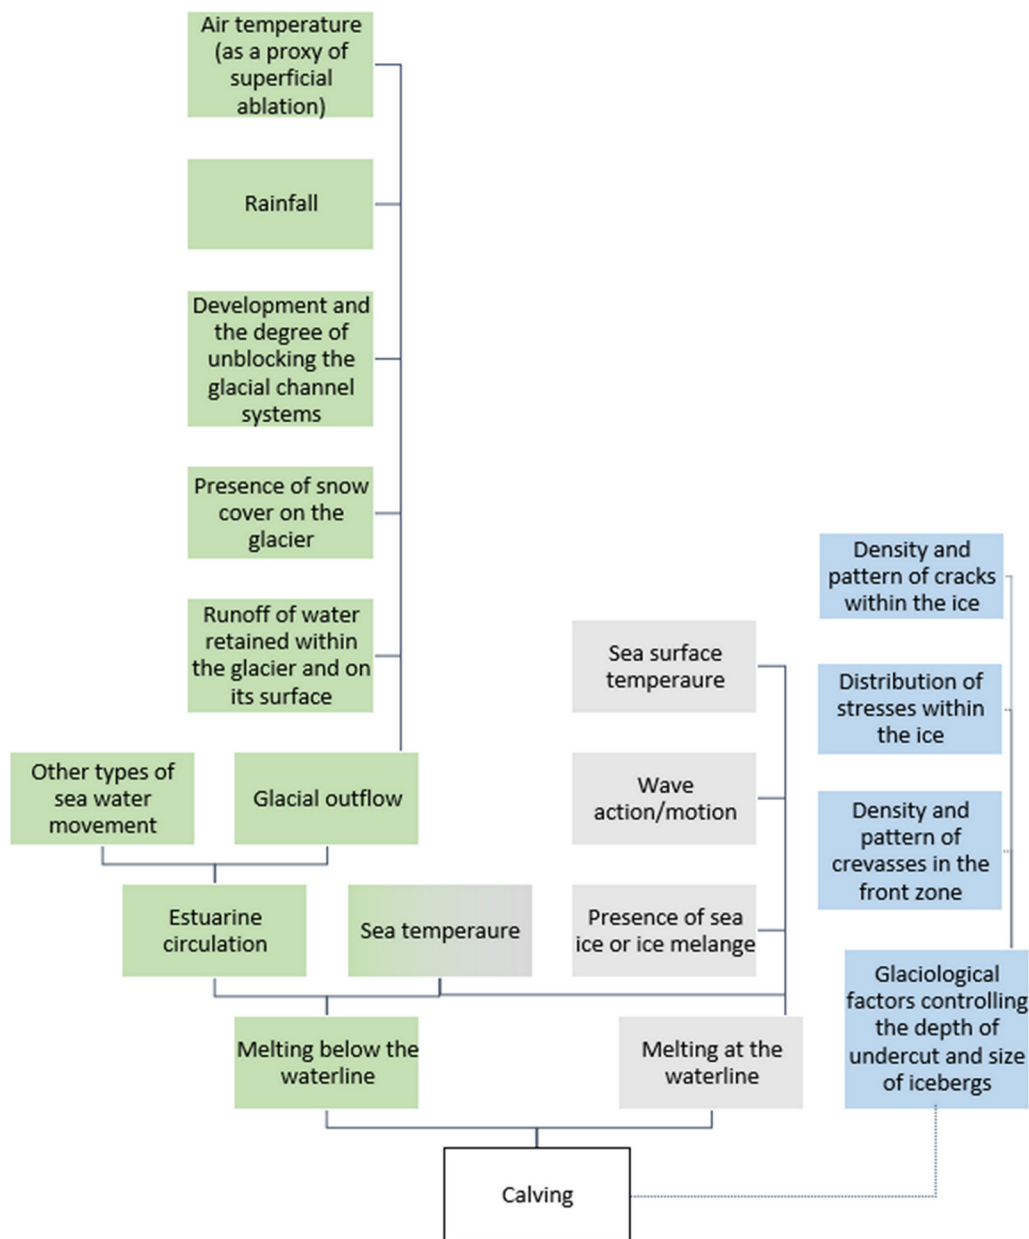 Air temperature
(as a proxy of
superficial
ablation)
Rainfall
Development and
the degree of
unblocking the
glacial channel
systems
Presence of snow
cover on the
glacier
Runoff of water
retained within
the glacier and on
its surface
Other types of
sea water
movement
Glacial outflow
Estuarine
circulation
Sea temperaure
Melting below the
waterline
Sea surface
temperaure
Wave
action/motion
Presence of sea
ice or ice melange
Melting at the
waterline
Density and
pattern of cracks
within the ice
Distribution of
stresses within
the ice
Density and
pattern of
crevasses in the
front zone
Glaciological
factors controlling
the depth of
undercut and size
of icebergs
Calving